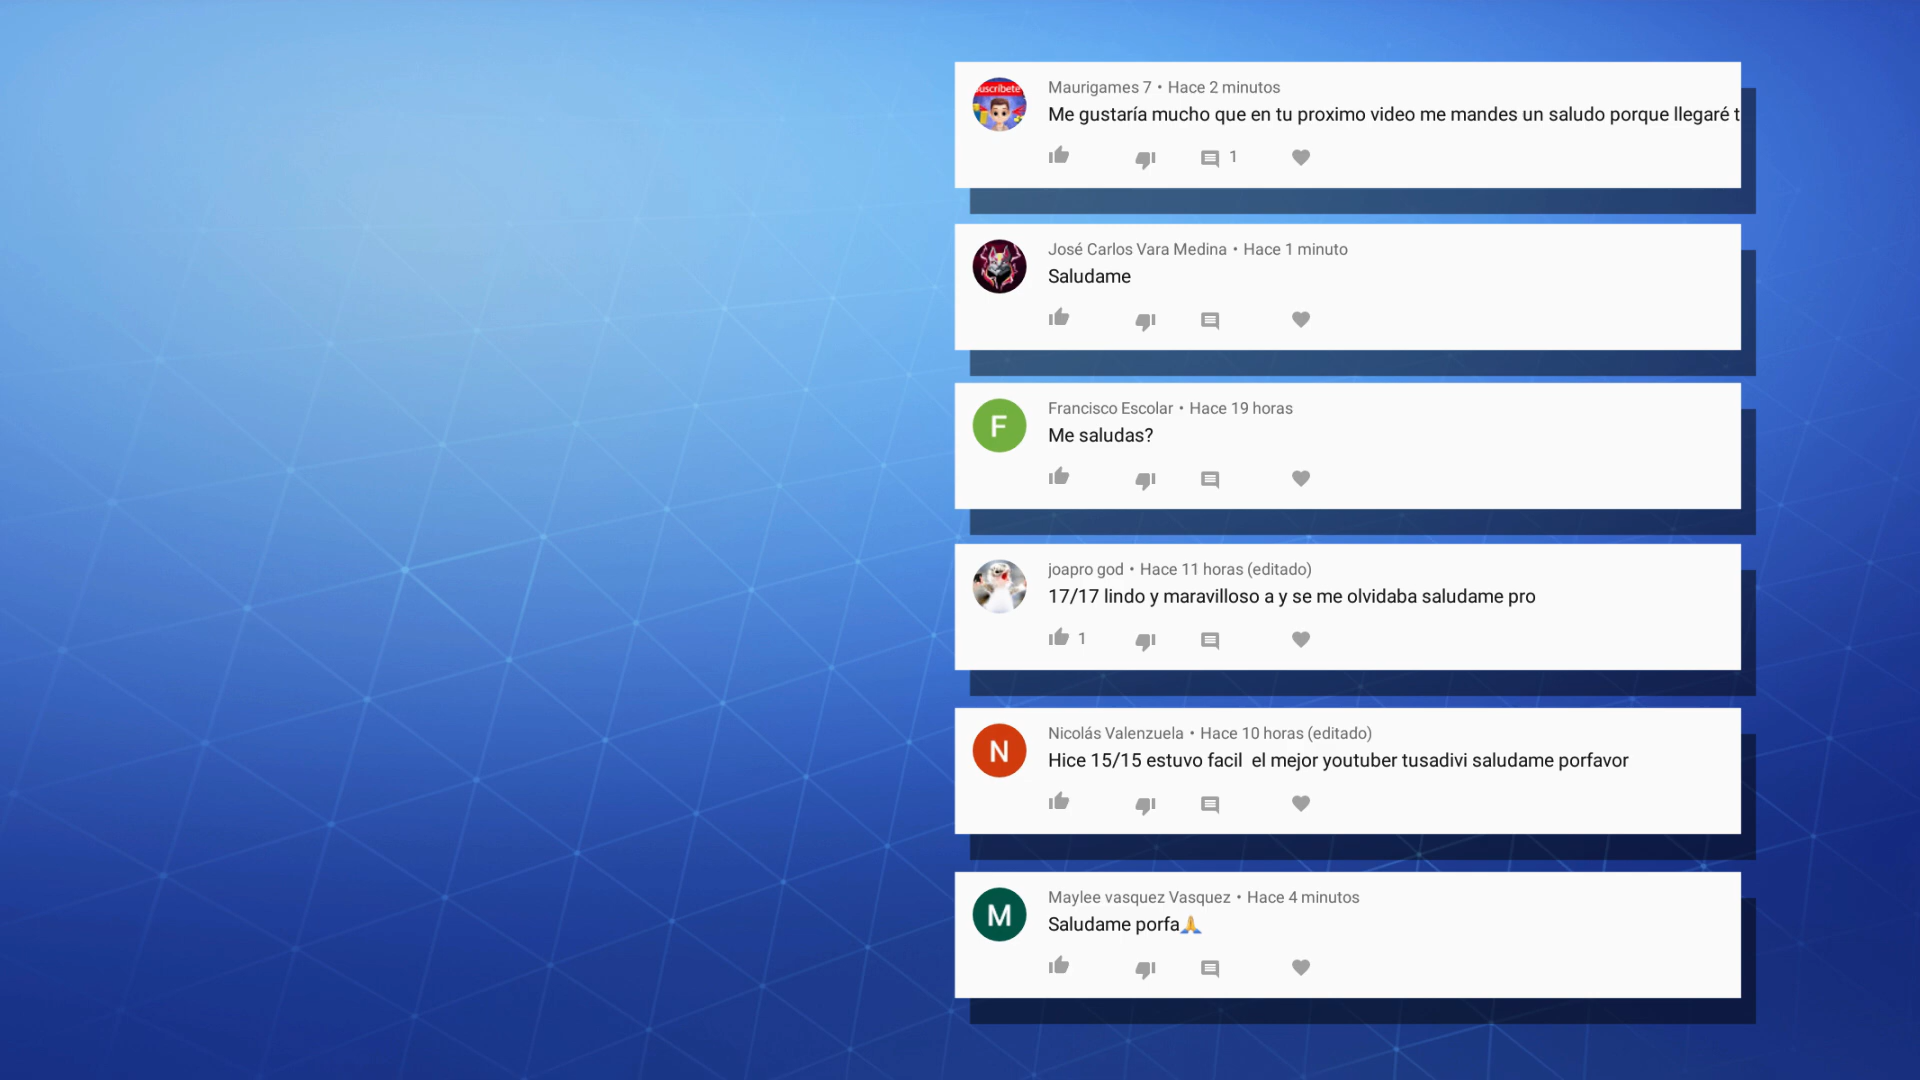 uscribete
Maurigames 7 • Hace 2 minutos
Me gustaría mucho que en tu proximo video me mandes un saludo porque llegaré t
1
José Carlos Vara Medina • Hace 1 minuto
Saludame
F
Francisco Escolar • Hace 19 horas
Me saludas?
joapro god • Hace 11 horas (editado)
17/17 lindo y maravilloso a y se me olvidaba saludame pro
1
N
Nicolás Valenzuela • Hace 10 horas (editado)
Hice 15/15 estuvo facil  el mejor youtuber tusadivi saludame porfavor
M
Maylee vasquez Vasquez • Hace 4 minutos
Saludame porfa🙏